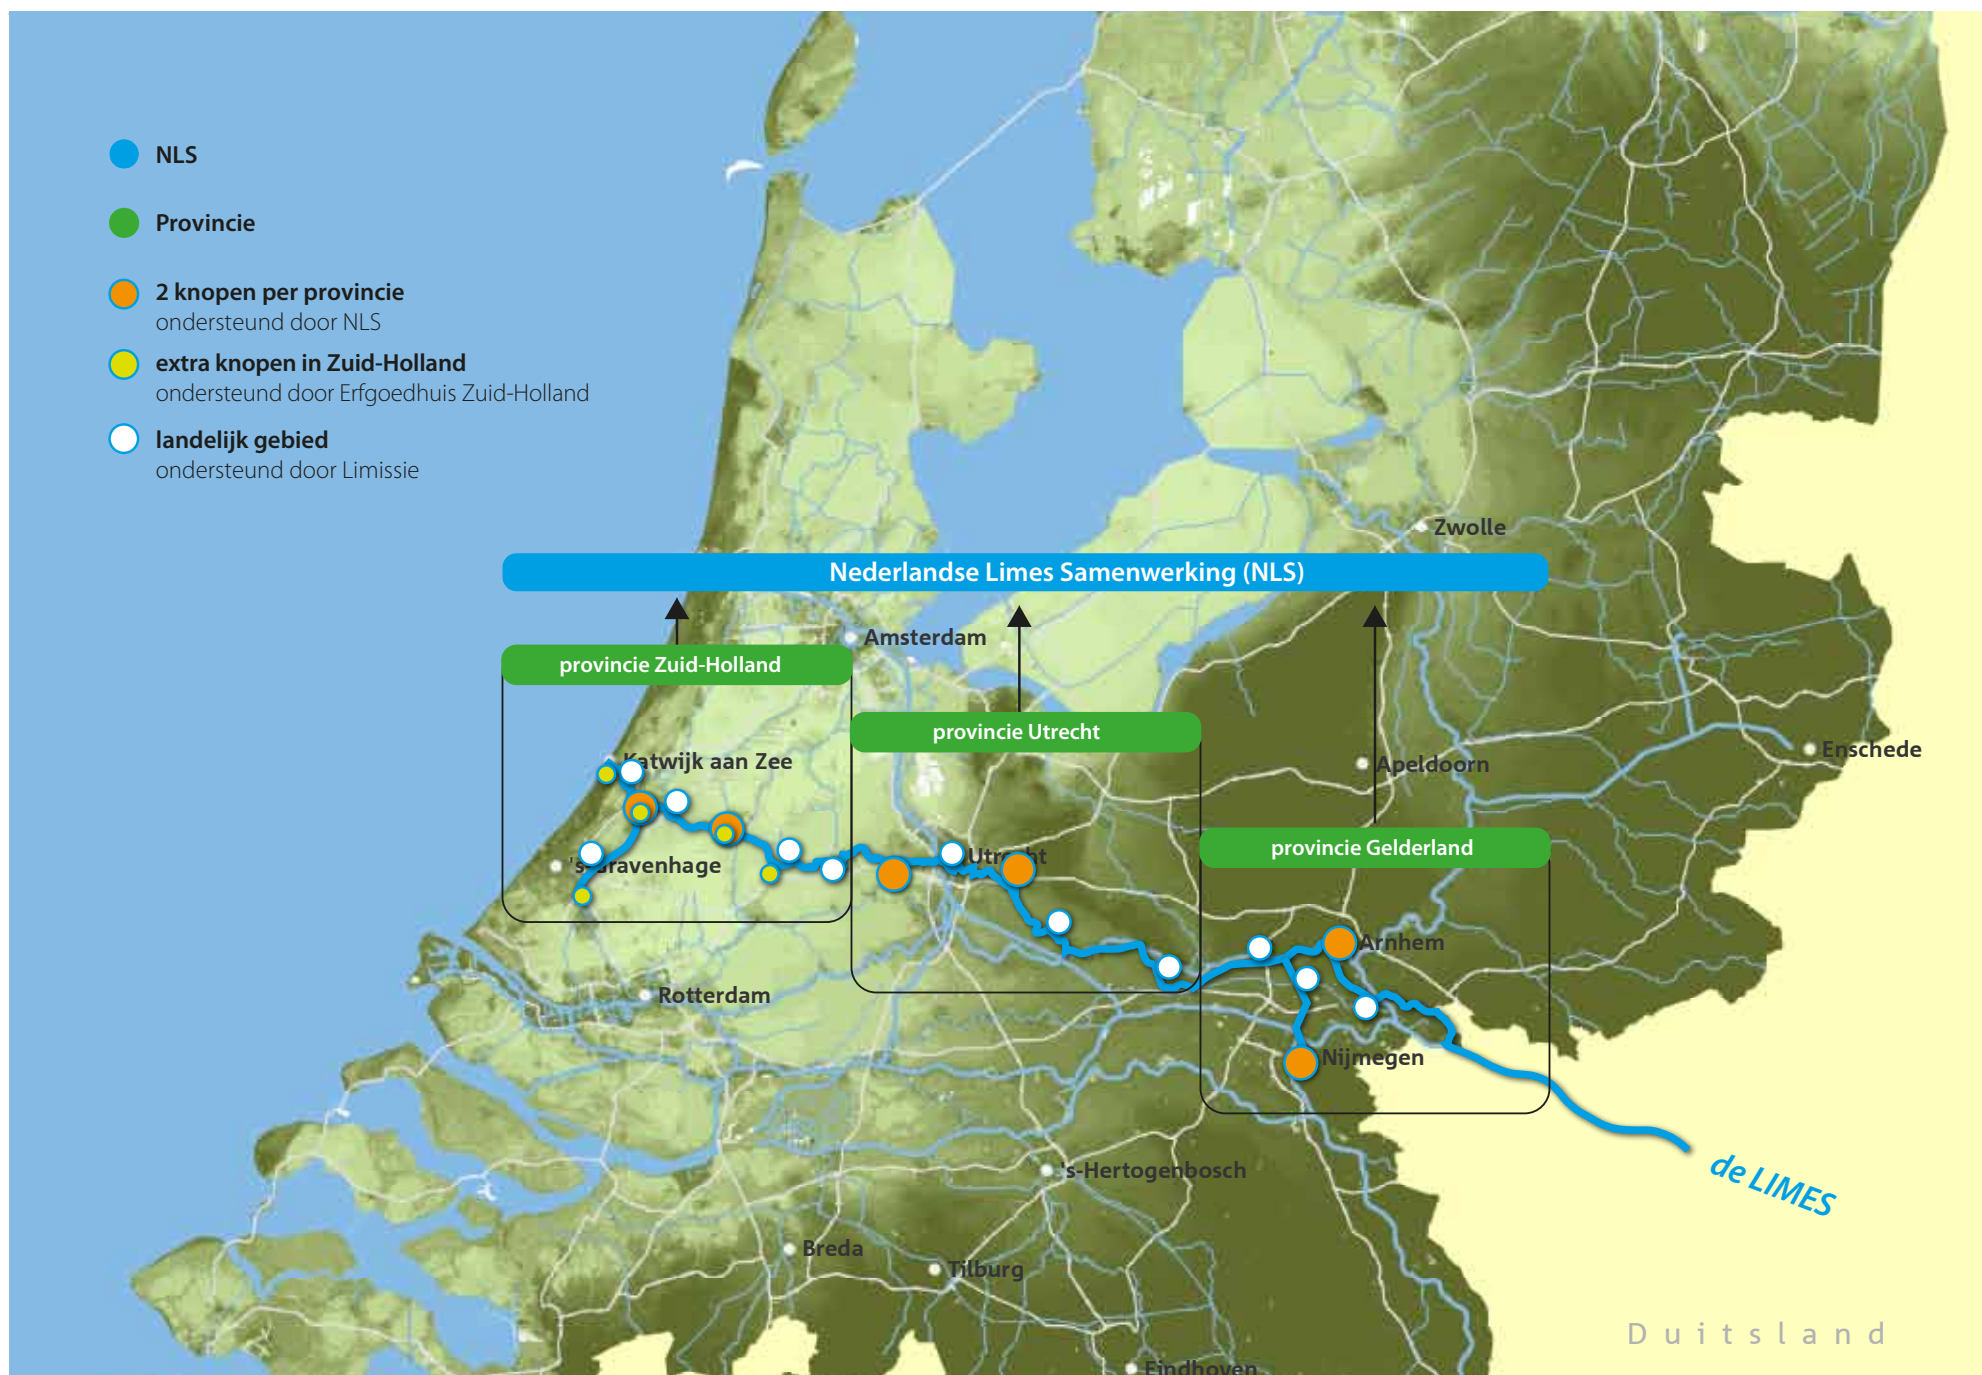 NLS
Provincie
2 knopen per provincie
ondersteund door NLS
extra knopen in Zuid-Holland
ondersteund door Erfgoedhuis Zuid-Holland
landelijk gebied
ondersteund door Limissie
Zwolle
Nederlandse Limes Samenwerking (NLS)
Amsterdam
provincie Zuid-Holland
provincie Utrecht
Enschede
Katwijk aan Zee
Apeldoorn
provincie Gelderland
Utrecht
's-Gravenhage
Arnhem
Rotterdam
Nijmegen
's-Hertogenbosch
de LIMES
Breda
Tilburg
Duitsland
Eindhoven